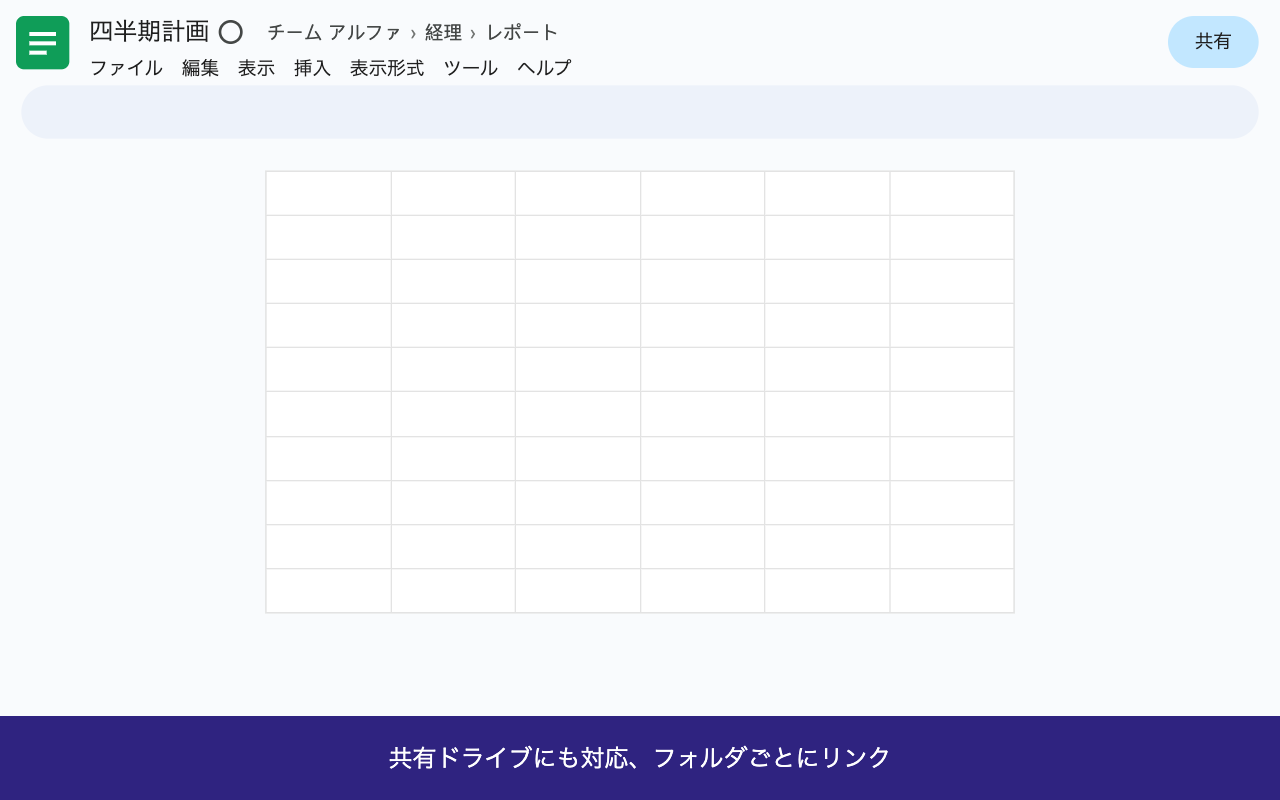 四半期計画 チーム アルファ › 経理 › レポート
ファイル 編集 表示 挿入 表示形式 ツール ヘルプ
共有
共有ドライブにも対応、フォルダごとにリンク